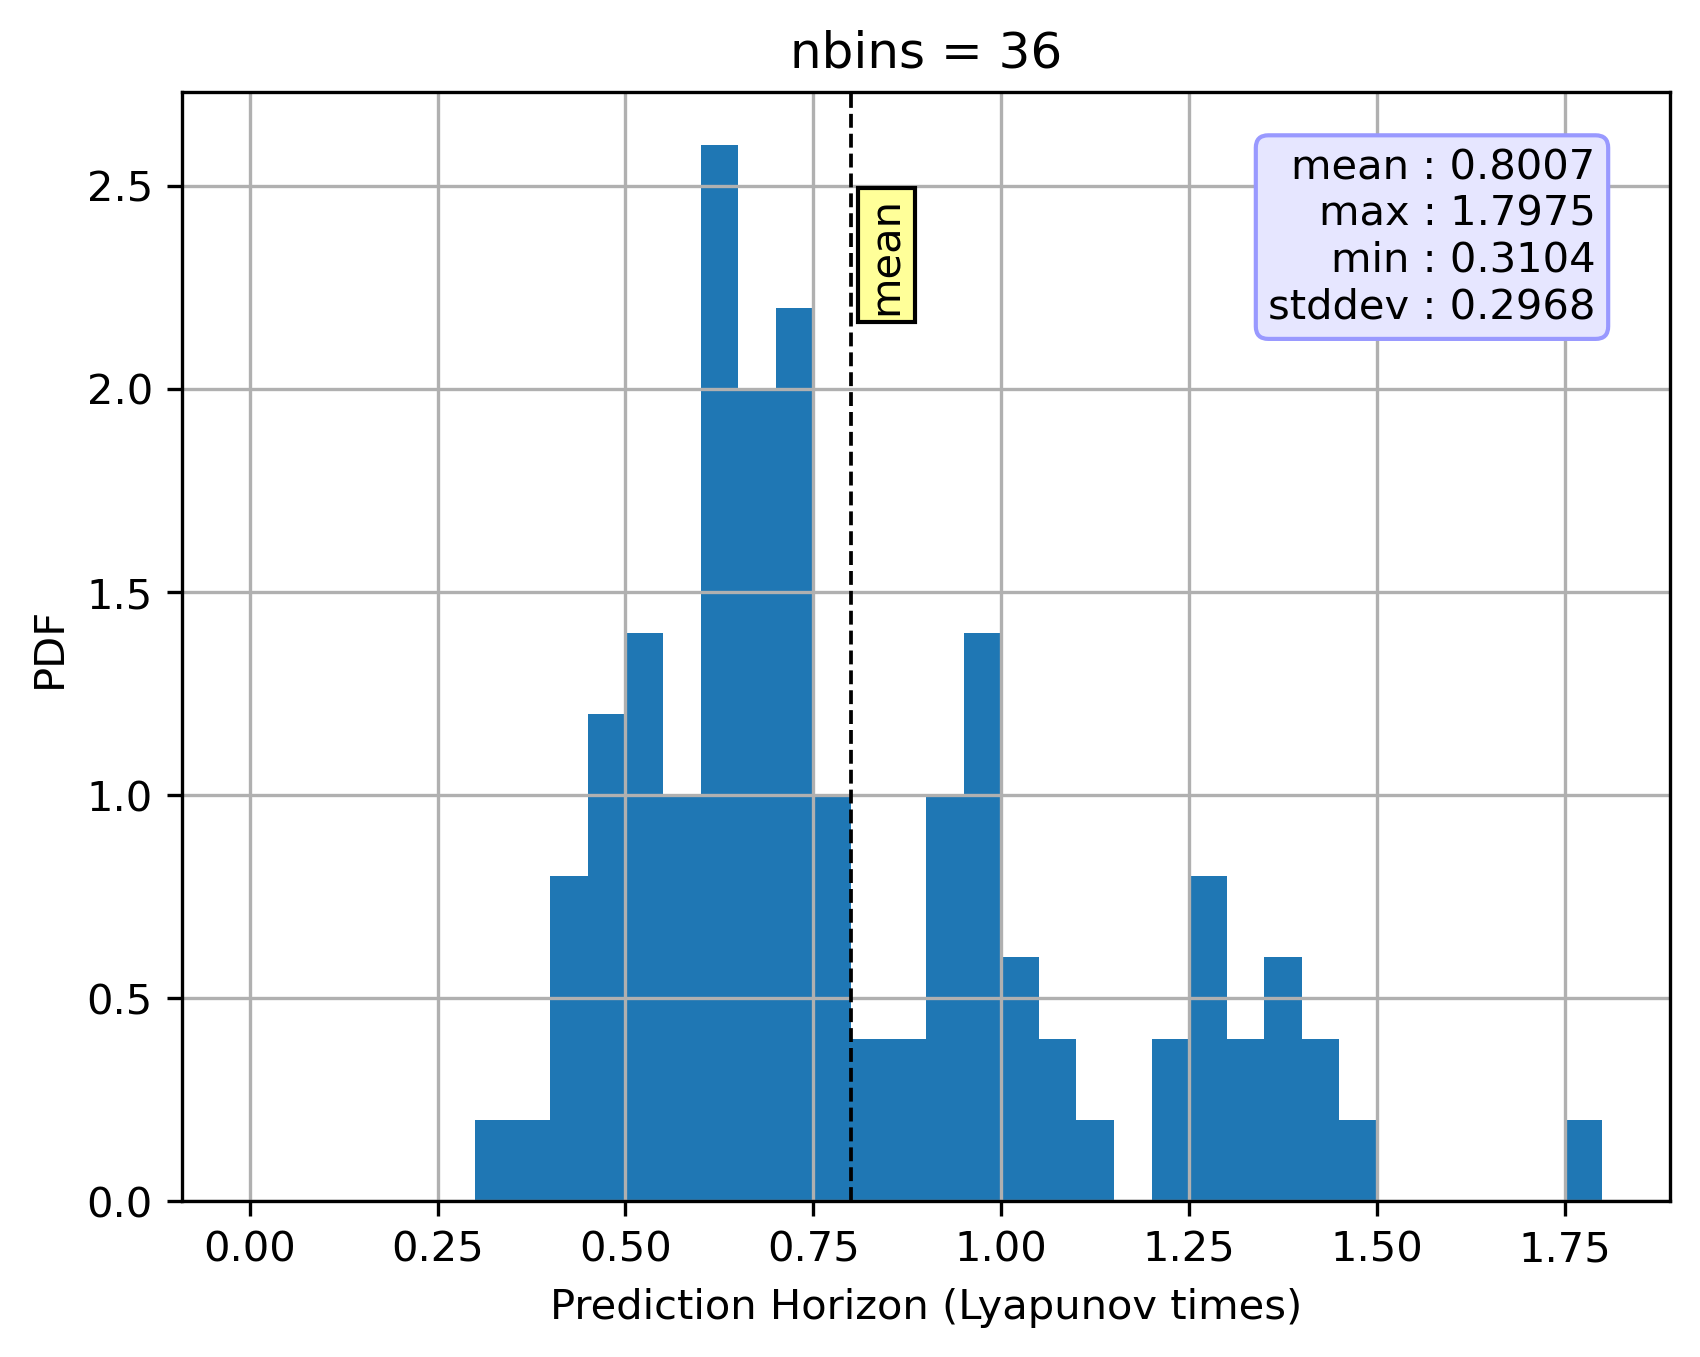 nbins = 36
mean : 0.8007
max : 1.7975
min : 0.3104
stddev : 0.2968
mean
PDF
2.5
2.0
1.5
1.0
0.5
0.0
0.00 0.25 0.50 0.75 1.00 1.25 1.50 1.75
Prediction Horizon (Lyapunov times)